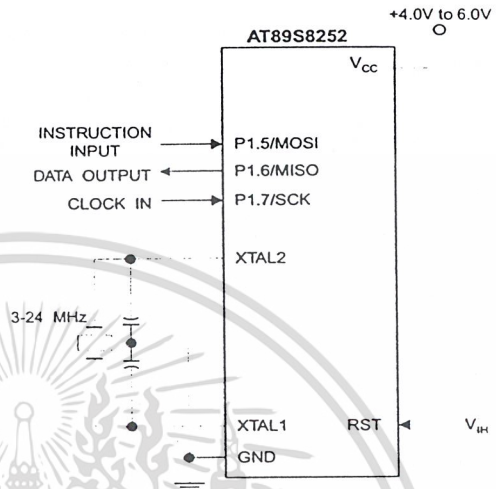 +4.0V to 6.0V
AT89S8252
VCC
INSTRUCTION
INPUT
P1.5/MOSI
DATA OUTPUT
P1.6/MISO
CLOCK IN
P1.7/SCK
XTAL2
3-24 MHz
XTAL1
RST
VIH
GND